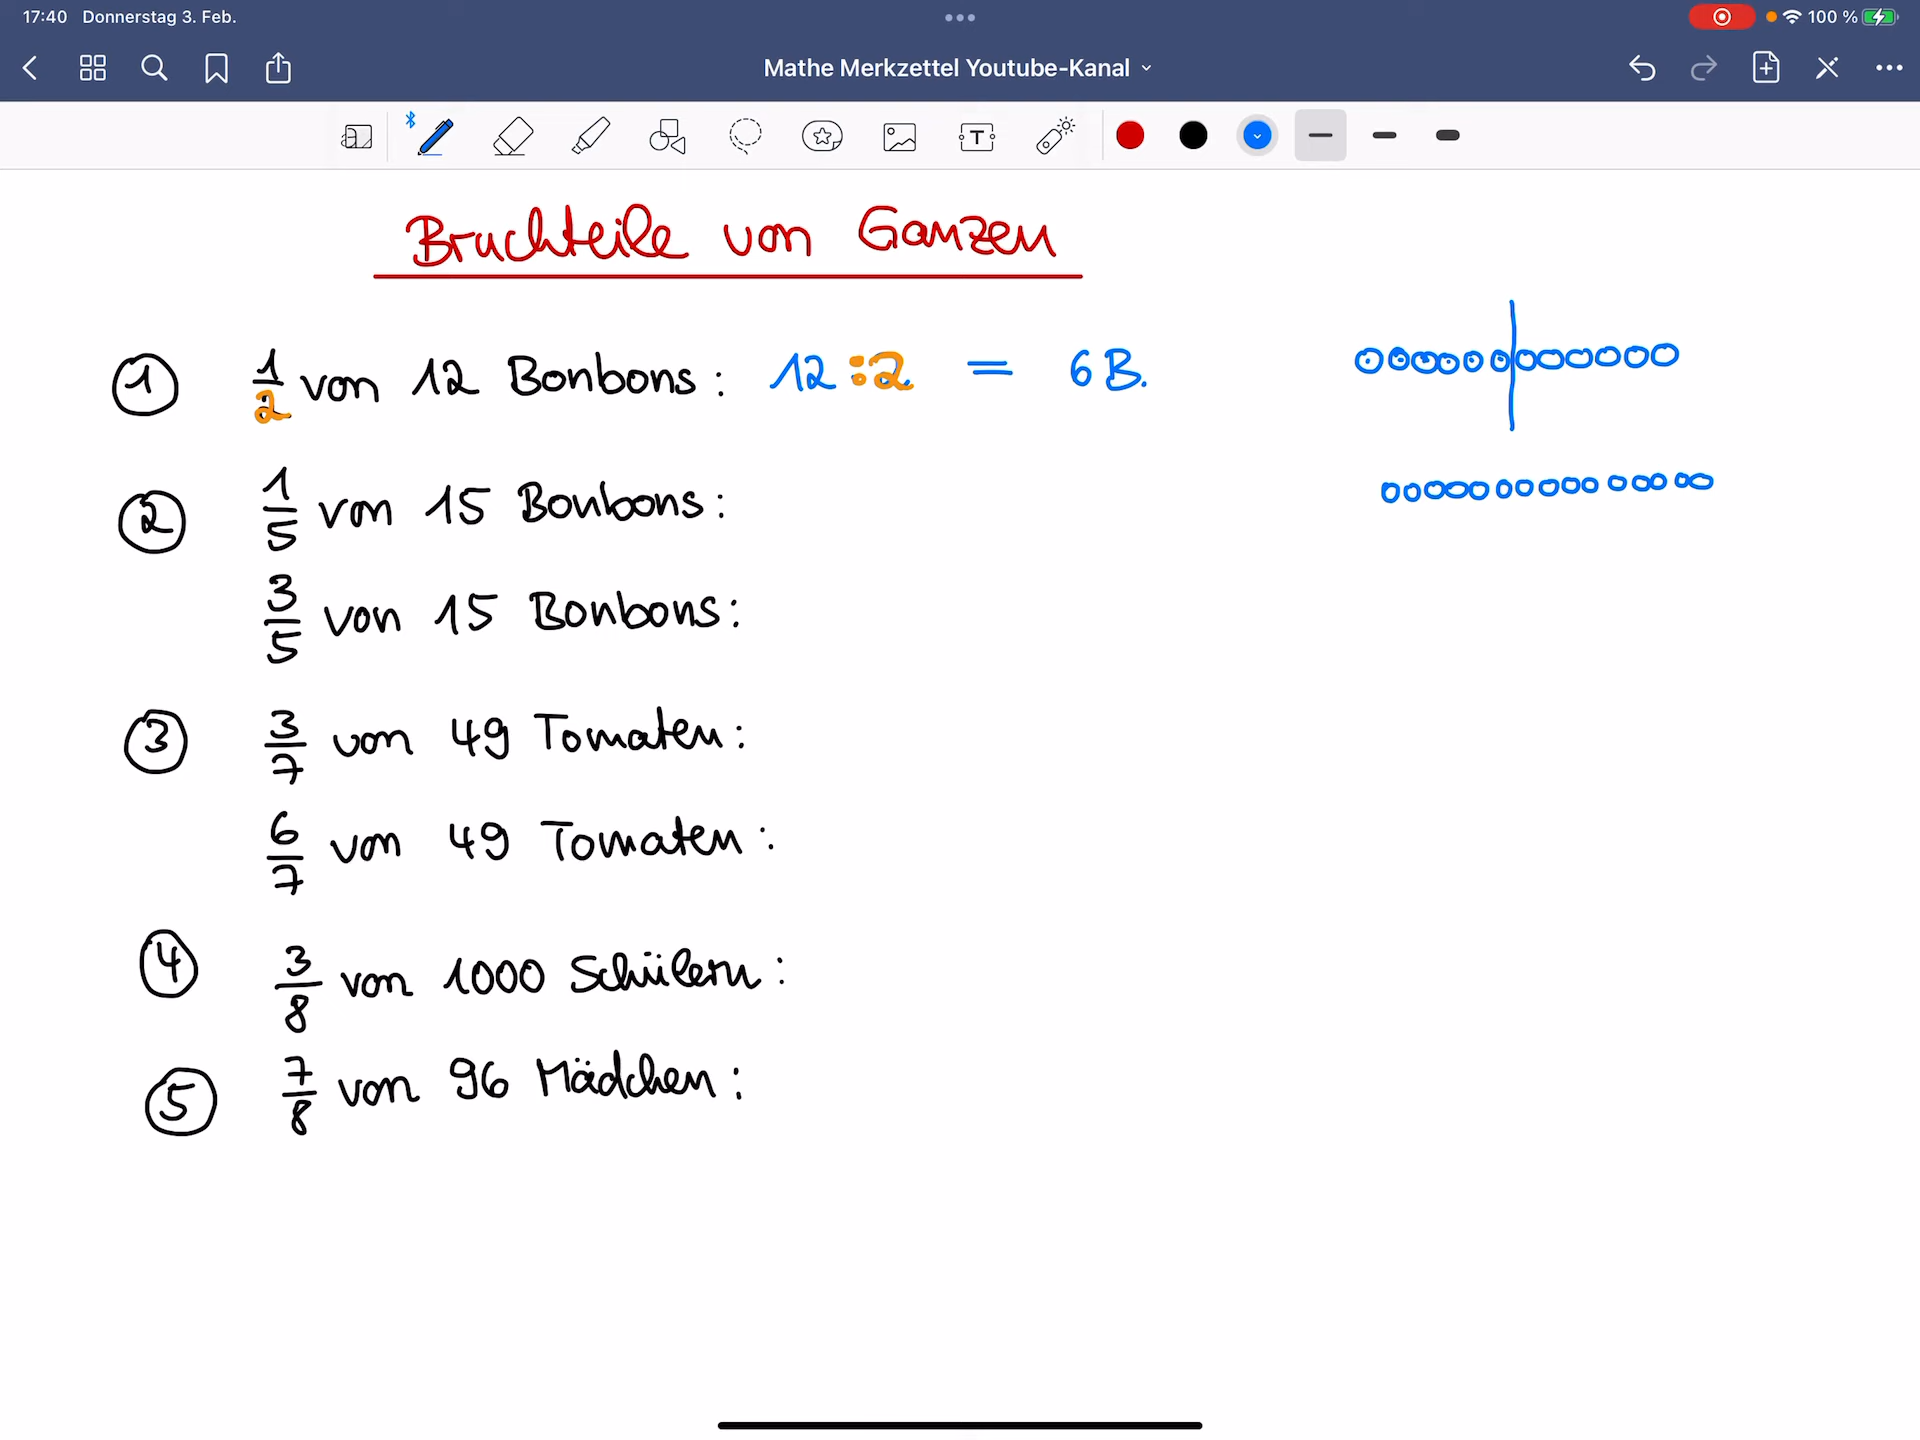 17:40 Donnerstag 3. Feb. 100 %
Mathe Merkzettel Youtube-Kanal
T
Bruchteile von Ganzen
1 1/2 von 12 Bonbons: 12 :2 = 6 B.
2 1/5 von 15 Bonbons:
3/5 von 15 Bonbons:
3 3/7 von 49 Tomaten:
6/7 von 49 Tomaten:
4 3/8 von 1000 Schülern:
5 7/8 von 96 Mädchen: